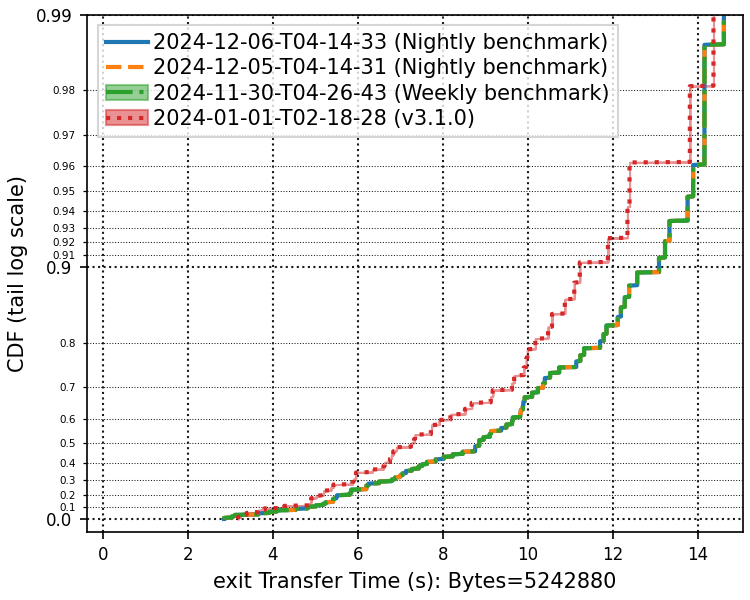 0.99
2024-12-06-T04-14-33 (Nightly benchmark)
2024-12-05-T04-14-31 (Nightly benchmark)
2024-11-30-T04-26-43 (Weekly benchmark)
2024-01-01-T02-18-28 (v3.1.0)
0.98
0.97
0.96
0.95
0.94
0.93
0.92
0.91
0.9
0.8
0.7
0.6
0.5
0.4
0.3
0.2
0.1
0.0
CDF (tail log scale)
0 2 4 6 8 10 12 14
exit Transfer Time (s): Bytes=5242880